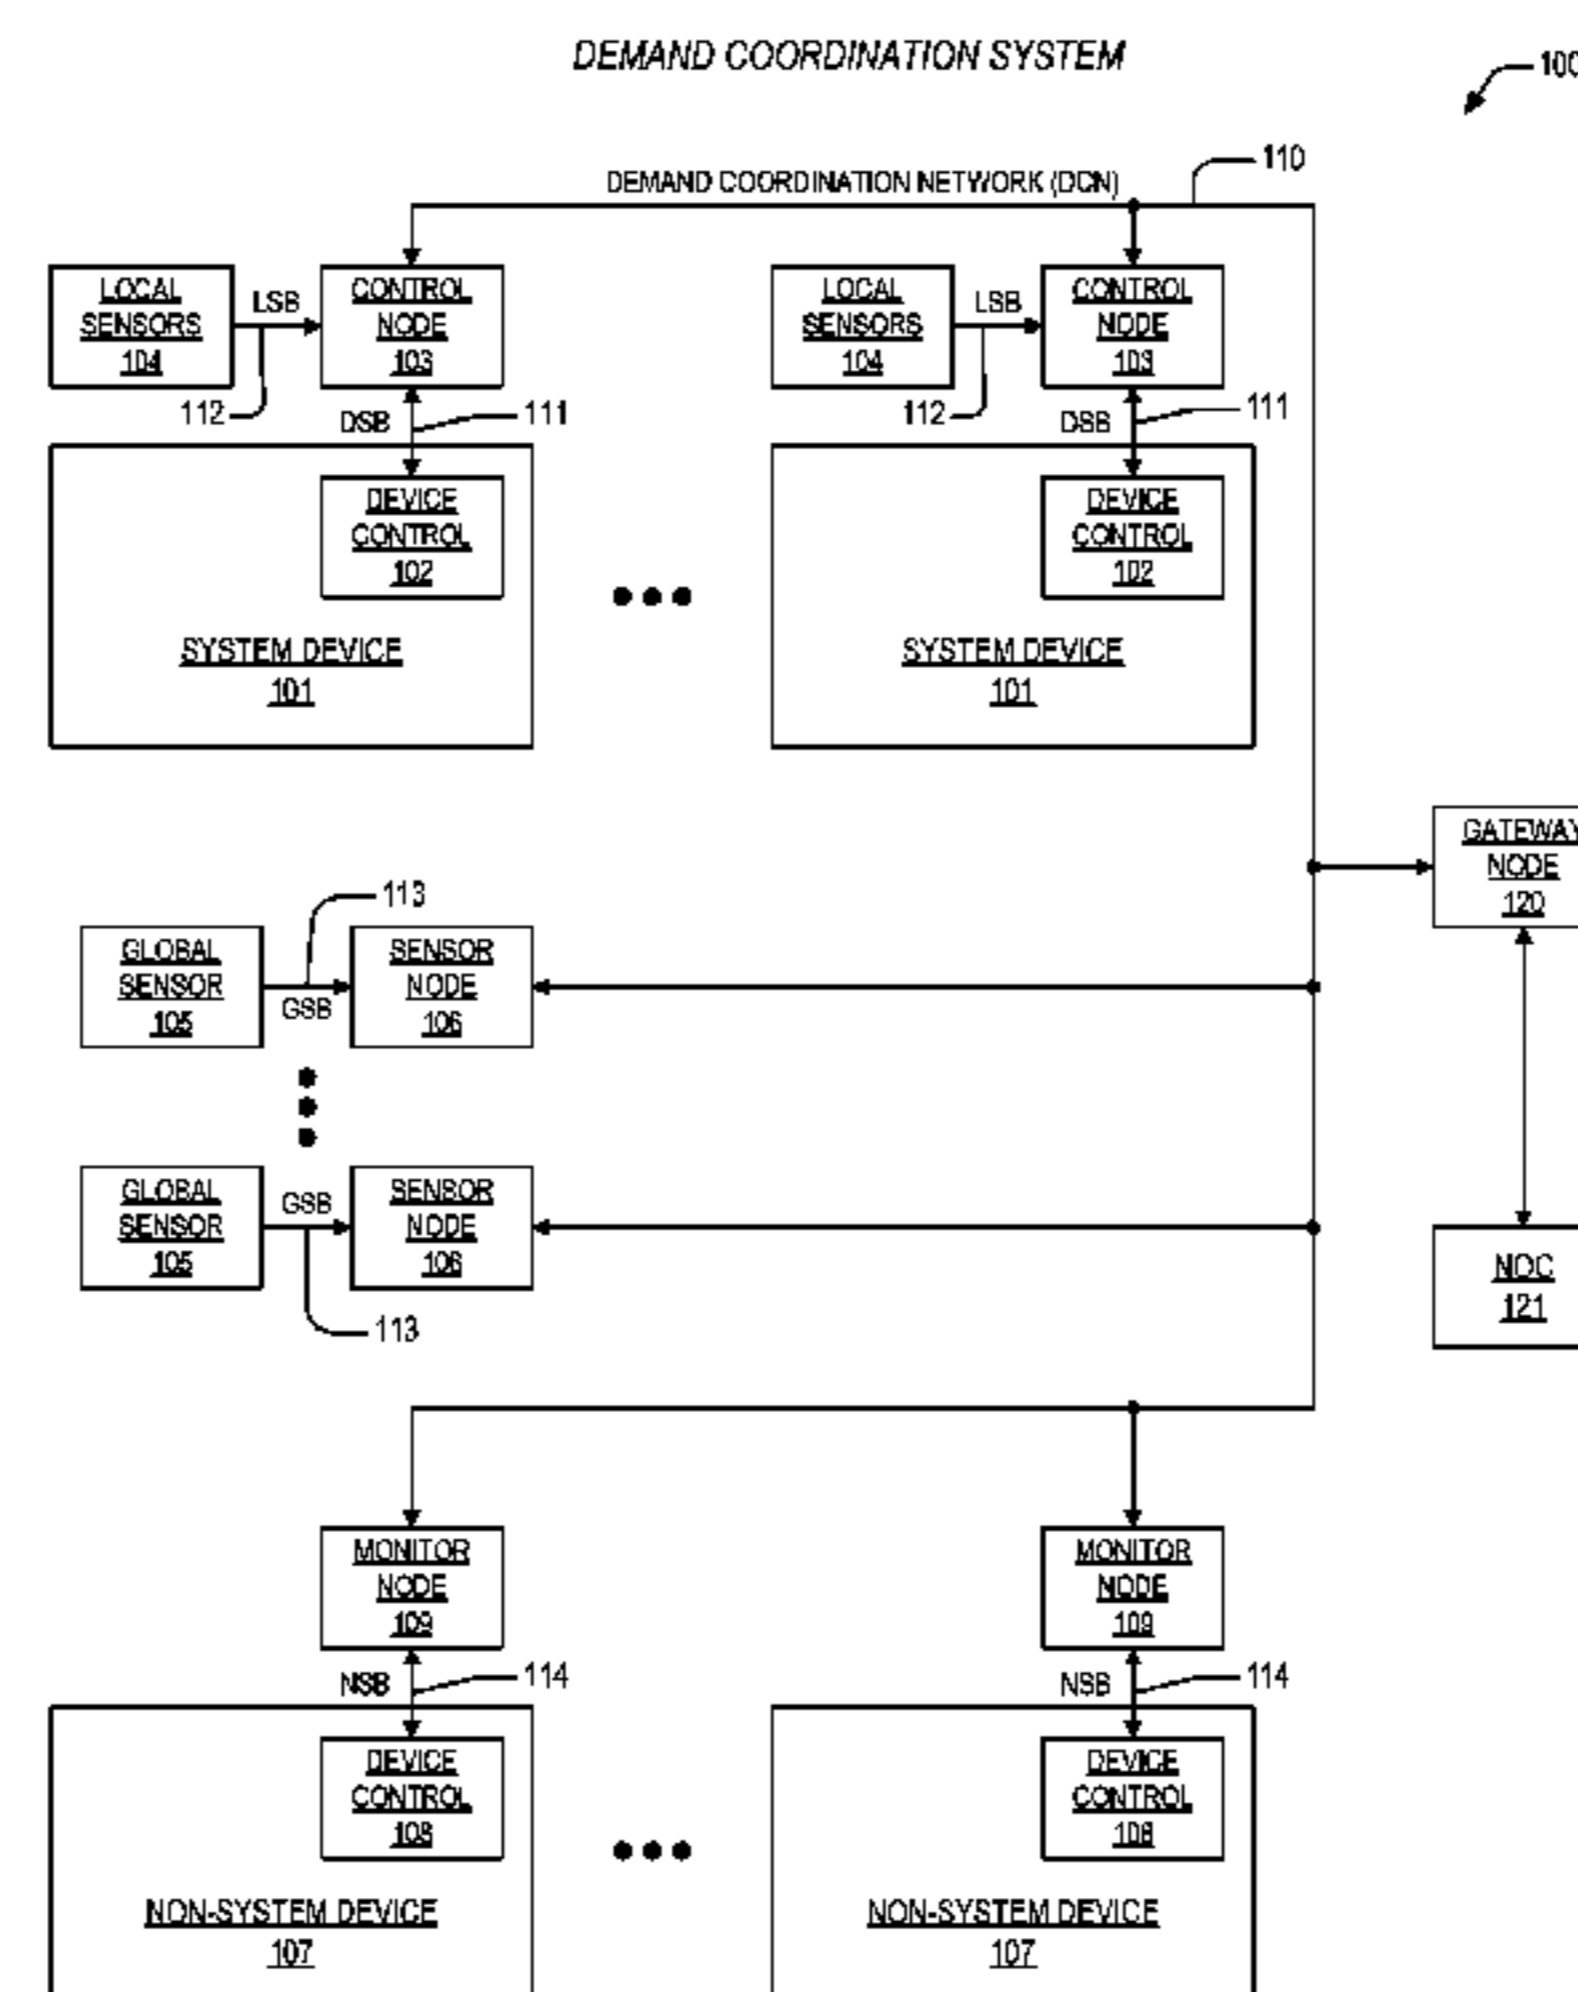 DEMAND COORDINATION SYSTEM
100
110
DEMAND COORDINATION NETWORK (DCN)
LOCAL
SENSORS
104
LSB
112
CONTROL
NODE
103
DSB
111
DEVICE
CONTROL
102
SYSTEM DEVICE
101
LOCAL
SENSORS
104
LSB
112
CONTROL
NODE
103
DSB
111
DEVICE
CONTROL
102
SYSTEM DEVICE
101
GATEWAY
NODE
120
113
GLOBAL
SENSOR
105
GSB
SENSOR
NODE
106
GLOBAL
SENSOR
105
GSB
SENSOR
NODE
106
113
NOC
121
MONITOR
NODE
109
NSB
114
DEVICE
CONTROL
108
NON-SYSTEM DEVICE
107
MONITOR
NODE
109
NSB
114
DEVICE
CONTROL
108
NON-SYSTEM DEVICE
107